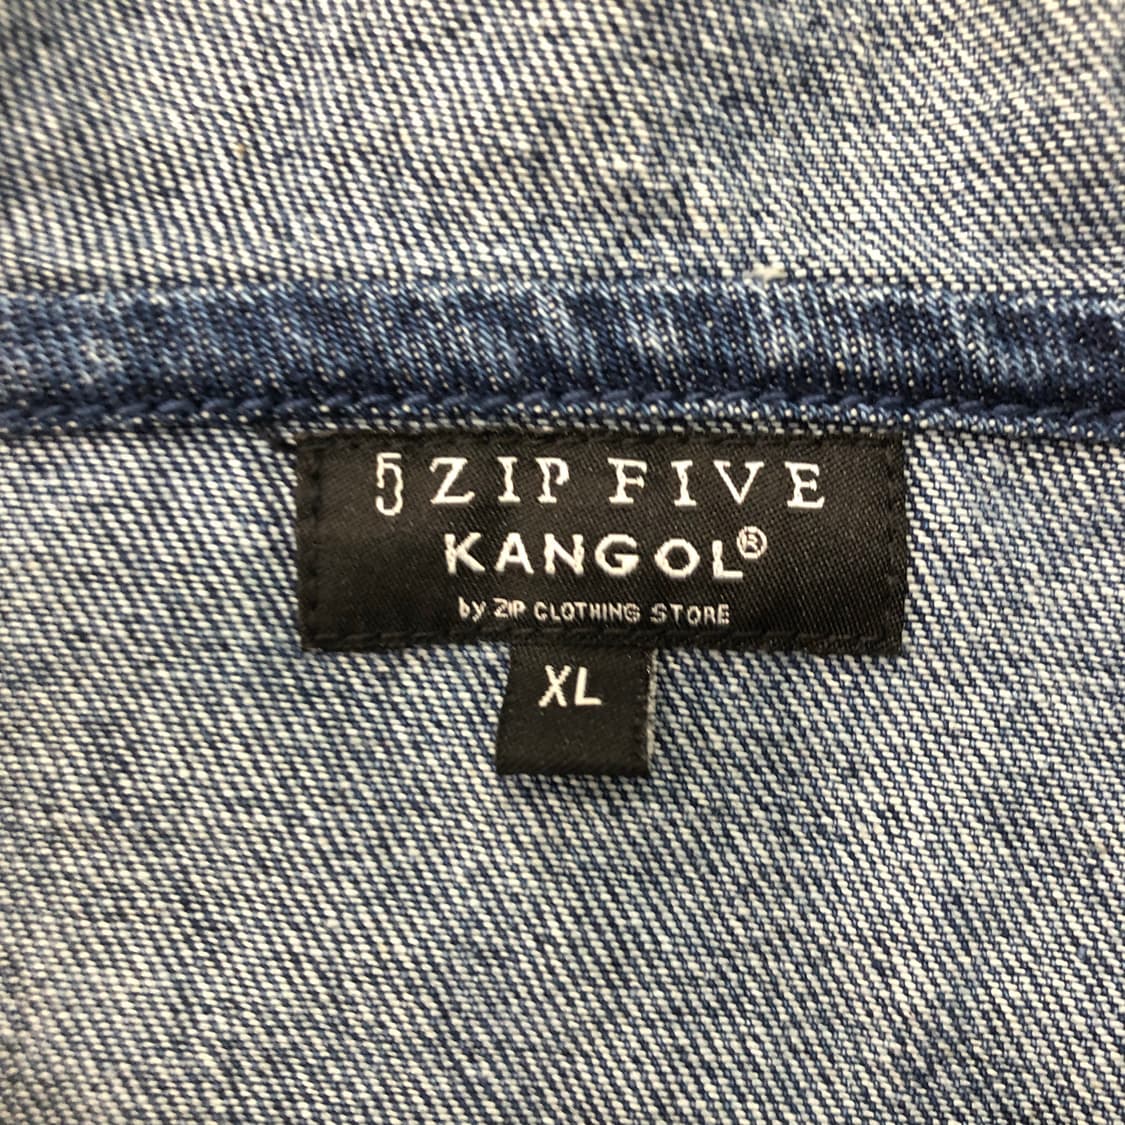 5 ZIP FIVE
KANGOL®
by ZIP CLOTHING STORE
XL